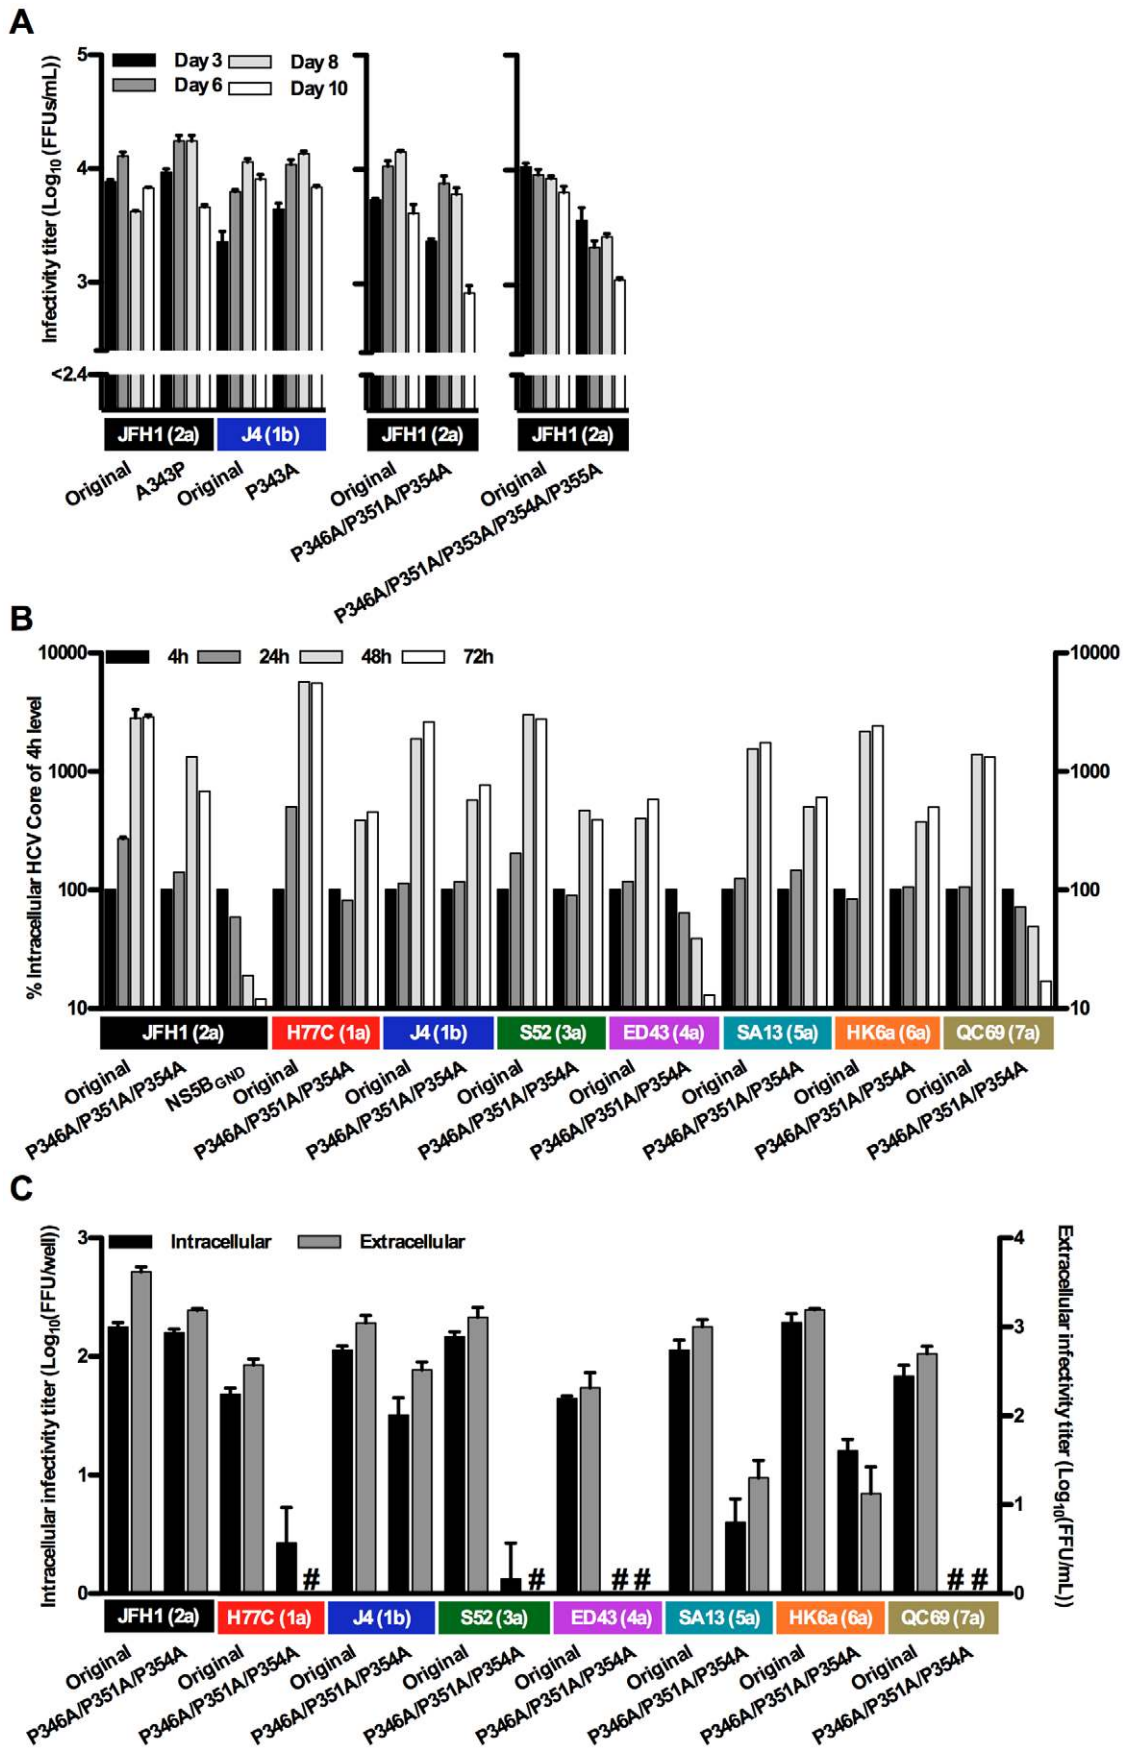 A
5
Day 3
Day 8
Day 6
Day 10
Infectivity titer (Log10 (FFUs/mL))
4
3
<2.4
JFH1 (2a)
J4 (1b)
JFH1 (2a)
JFH1 (2a)
Original
A343P
Original
P343A
Original
P346A/P351A/P354A
Original
P346A/P351A/P353A/P354A/P355A
B
10000
4h
24h
48h
72h
10000
% Intracellular HCV Core of 4h level
1000
1000
100
100
10
10
JFH1 (2a)
H77C (1a)
J4 (1b)
S52 (3a)
ED43 (4a)
SA13 (5a)
HK6a (6a)
QC69 (7a)
Original
P346A/P351A/P354A
NS5BGND
Original
P346A/P351A/P354A
Original
P346A/P351A/P354A
Original
P346A/P351A/P354A
Original
P346A/P351A/P354A
Original
P346A/P351A/P354A
Original
P346A/P351A/P354A
Original
P346A/P351A/P354A
C
3
Intracellular
Extracellular
4
Intracellular infectivity titer (Log10(FFU/well))
Extracellular infectivity titer (Log10(FFU/mL))
3
2
2
1
1
0
# # # # # #
0
JFH1 (2a)
H77C (1a)
J4 (1b)
S52 (3a)
ED43 (4a)
SA13 (5a)
HK6a (6a)
QC69 (7a)
Original
P346A/P351A/P354A
Original
P346A/P351A/P354A
Original
P346A/P351A/P354A
Original
P346A/P351A/P354A
Original
P346A/P351A/P354A
Original
P346A/P351A/P354A
Original
P346A/P351A/P354A
Original
P346A/P351A/P354A